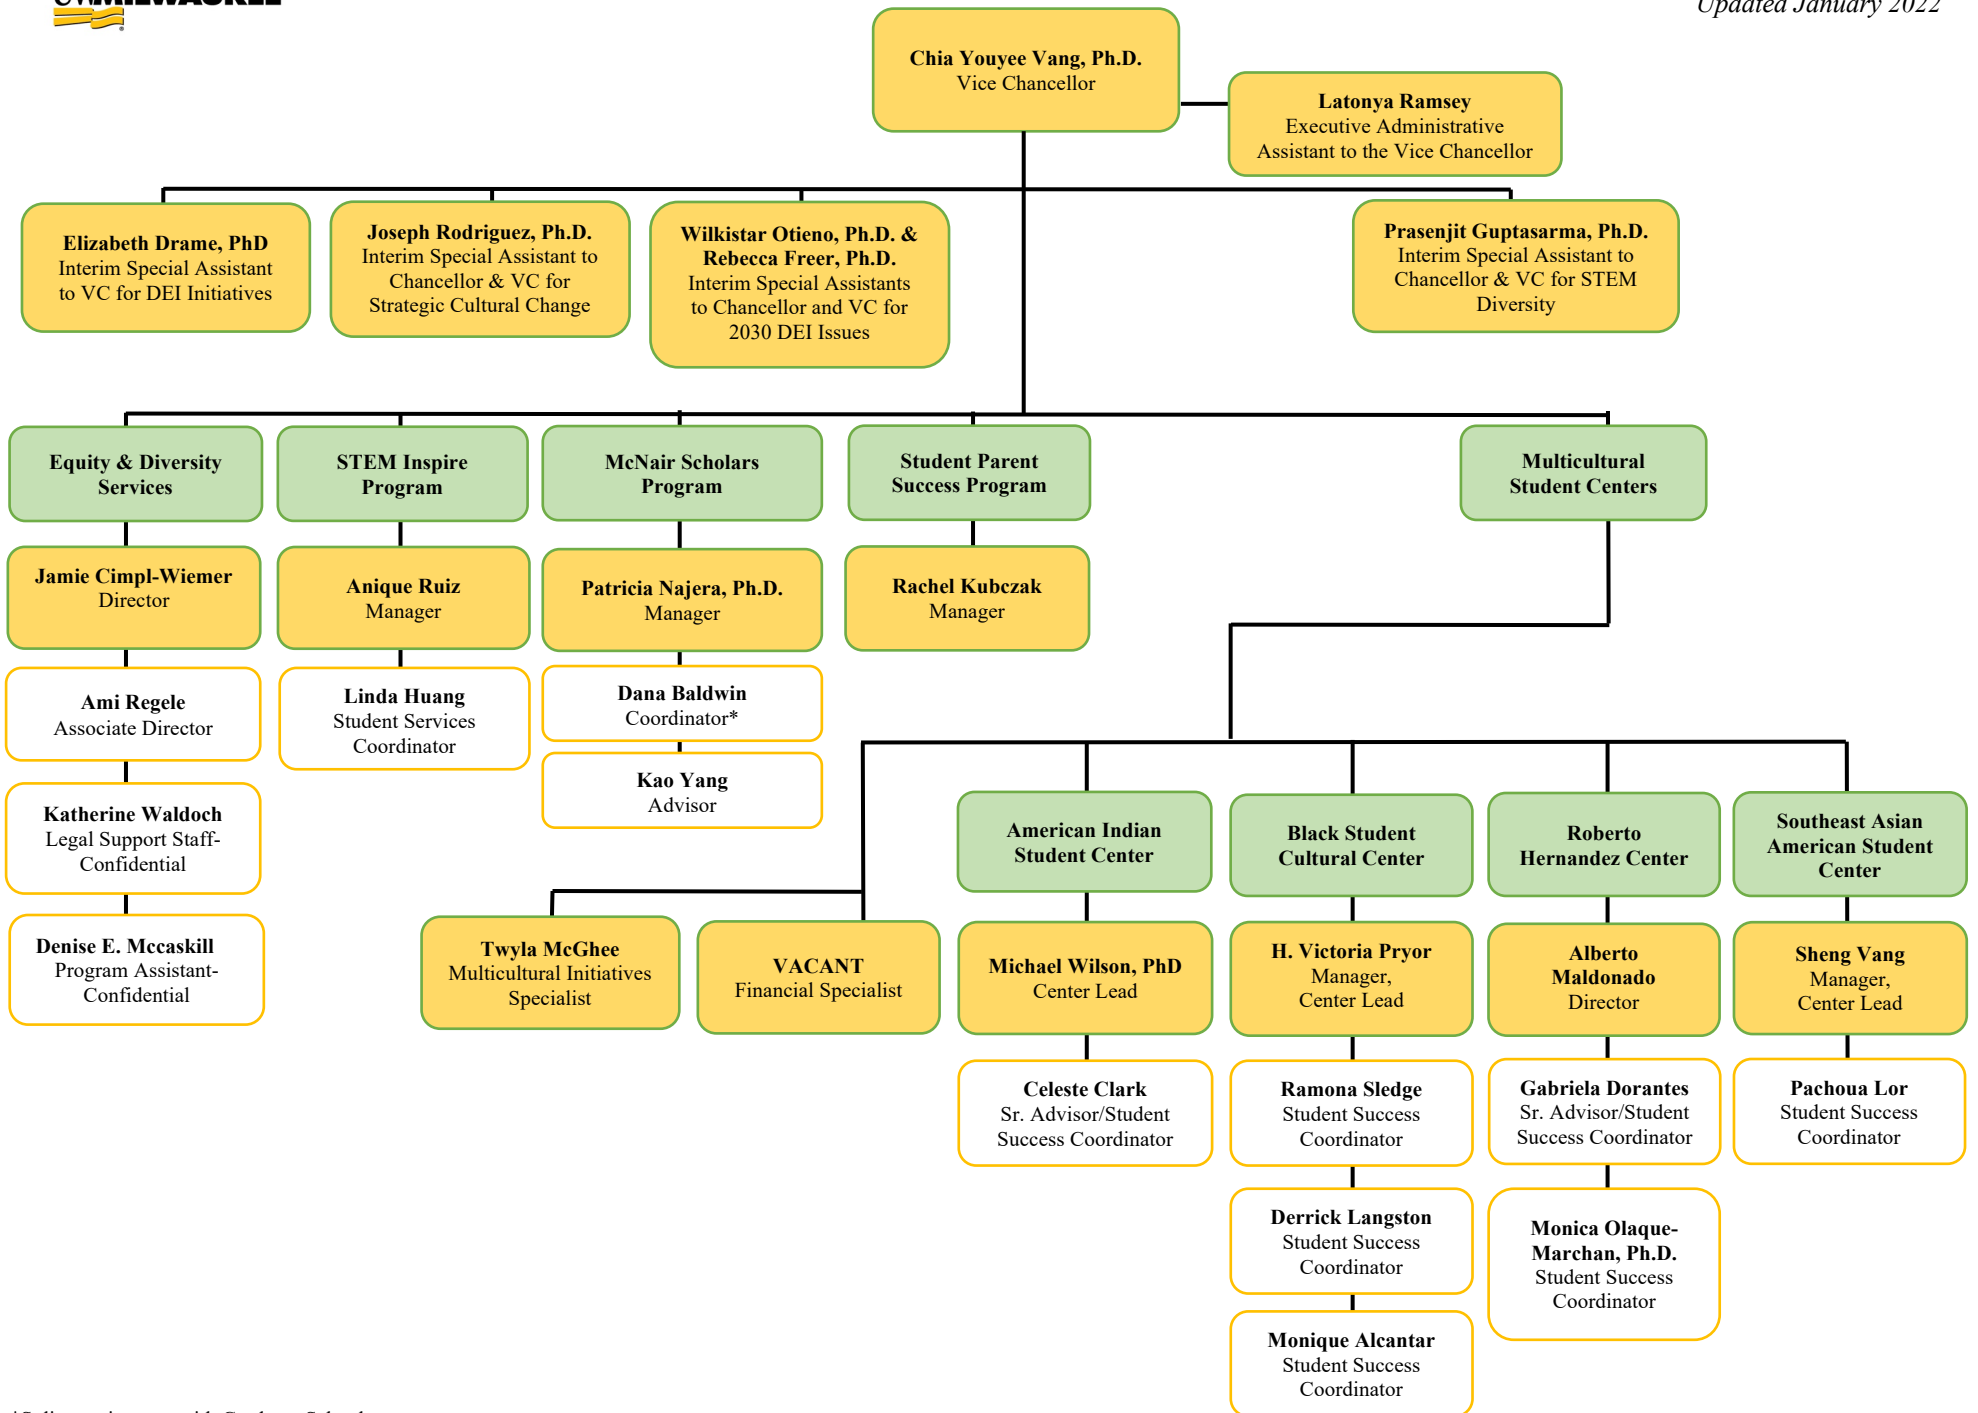 UWMILWAUKEE
Updated January 2022
Chia Youyee Vang, Ph.D.
Vice Chancellor
Latonya Ramsey
Executive Administrative
Assistant to the Vice Chancellor
Elizabeth Drame, PhD
Interim Special Assistant
to VC for DEI Initiatives
Joseph Rodriguez, Ph.D.
Interim Special Assistant to
Chancellor & VC for
Strategic Cultural Change
Wilkistar Otieno, Ph.D. &
Rebecca Freer, Ph.D.
Interim Special Assistants
to Chancellor and VC for
2030 DEI Issues
Prasenjit Guptasarma, Ph.D.
Interim Special Assistant to
Chancellor & VC for STEM
Diversity
Equity & Diversity
Services
STEM Inspire
Program
McNair Scholars
Program
Student Parent
Success Program
Multicultural
Student Centers
Jamie Cimpl-Wiemer
Director
Anique Ruiz
Manager
Patricia Najera, Ph.D.
Manager
Rachel Kubczak
Manager
Ami Regele
Associate Director
Linda Huang
Student Services
Coordinator
Dana Baldwin
Coordinator*
Kao Yang
Advisor
Katherine Waldoch
Legal Support Staff-
Confidential
Denise E. Mccaskill
Program Assistant-
Confidential
American Indian
Student Center
Black Student
Cultural Center
Roberto
Hernandez Center
Southeast Asian
American Student
Center
Twyla McGhee
Multicultural Initiatives
Specialist
VACANT
Financial Specialist
Michael Wilson, PhD
Center Lead
H. Victoria Pryor
Manager,
Center Lead
Alberto
Maldonado
Director
Sheng Vang
Manager,
Center Lead
Celeste Clark
Sr. Advisor/Student
Success Coordinator
Ramona Sledge
Student Success
Coordinator
Gabriela Dorantes
Sr. Advisor/Student
Success Coordinator
Pachoua Lor
Student Success
Coordinator
Derrick Langston
Student Success
Coordinator
Monica Olaque-
Marchan, Ph.D.
Student Success
Coordinator
Monique Alcantar
Student Success
Coordinator